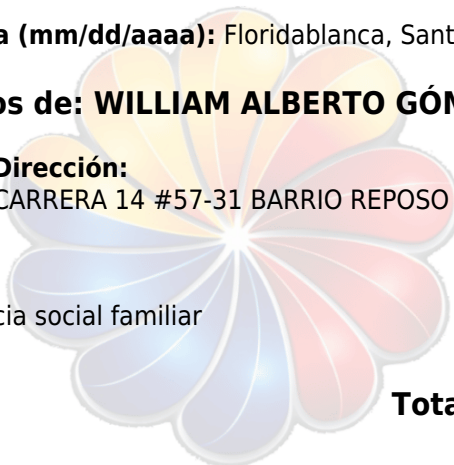 a (mm/dd/aaaa): Floridablanca, Sant
os de: WILLIAM ALBERTO GÓM
Dirección:
CARRERA 14 #57-31 BARRIO REPOSO
cia social familiar
Tota